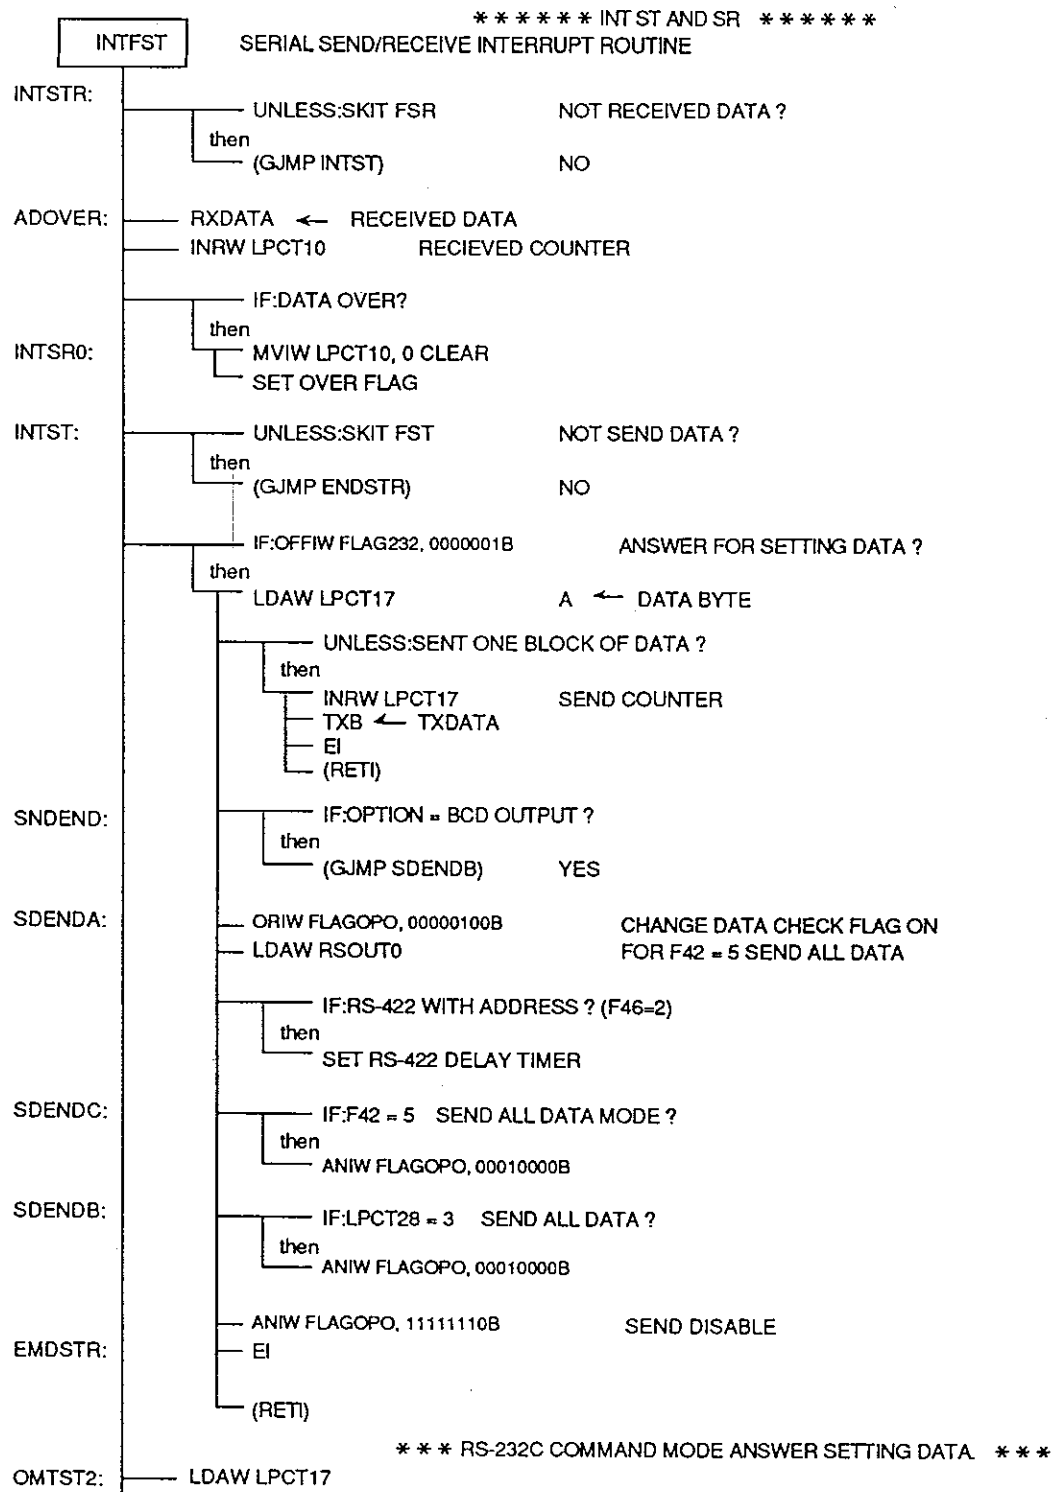 * * * * * * INT ST AND SR * * * * * *
INTFST SERIAL SEND/RECEIVE INTERRUPT ROUTINE
INTSTR:
UNLESS:SKIT FSR NOT RECEIVED DATA ?
then
(GJMP INTST) NO
ADOVER: RXDATA ← RECEIVED DATA
INRW LPCT10 RECIEVED COUNTER
IF:DATA OVER?
then
INTSR0: MVIW LPCT10, 0 CLEAR
SET OVER FLAG
INTST: UNLESS:SKIT FST NOT SEND DATA ?
then
(GJMP ENDSTR) NO
IF:OFFIW FLAG232, 0000001B ANSWER FOR SETTING DATA ?
then
LDAW LPCT17 A ← DATA BYTE
UNLESS:SENT ONE BLOCK OF DATA ?
then
INRW LPCT17 SEND COUNTER
TXB ← TXDATA
EI
(RETI)
SNDEND: IF:OPTION = BCD OUTPUT ?
then
(GJMP SDENDB) YES
SDENDA: ORIW FLAGOPO, 00000100B CHANGE DATA CHECK FLAG ON
LDAW RSOUT0 FOR F42 = 5 SEND ALL DATA
IF:RS-422 WITH ADDRESS ? (F46=2)
then
SET RS-422 DELAY TIMER
SDENDC: IF:F42 = 5 SEND ALL DATA MODE ?
then
ANIW FLAGOPO, 00010000B
SDENDB: IF:LPCT28 = 3 SEND ALL DATA ?
then
ANIW FLAGOPO, 00010000B
ANIW FLAGOPO, 11111110B SEND DISABLE
EMDSTR: EI
(RETI)
* * * RS-232C COMMAND MODE ANSWER SETTING DATA. * * *
OMTST2: LDAW LPCT17